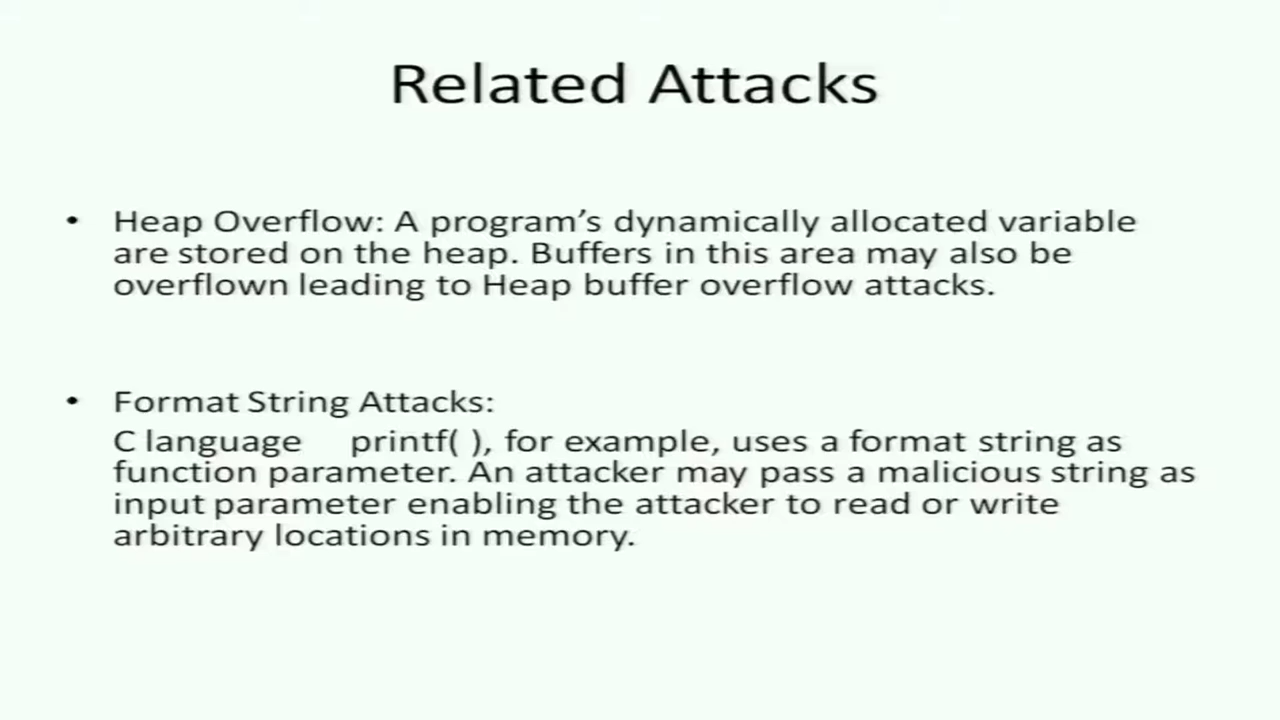 Related Attacks
• Heap Overflow: A program’s dynamically allocated variable
are stored on the heap. Buffers in this area may also be
overflown leading to Heap buffer overflow attacks.
• Format String Attacks:
C language printf( ), for example, uses a format string as
function parameter. An attacker may pass a malicious string as
input parameter enabling the attacker to read or write
arbitrary locations in memory.